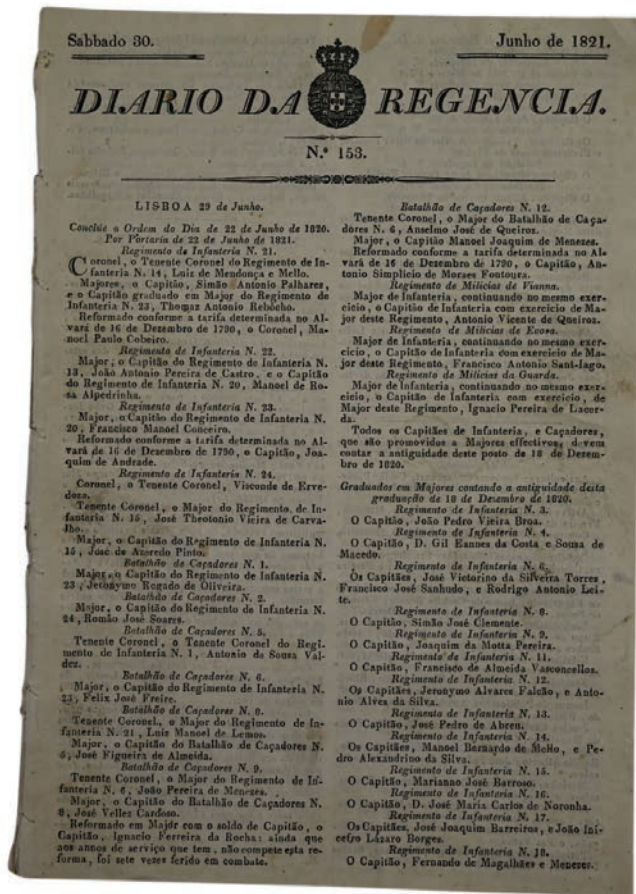 Sabbado 30.
Junho de 1821.
DIARIO DA REGENCIA.
N.º 153.
LISBOA 29 de Junho.
Conclúe a Ordem do Dia de 22 de Junho de 1820.
Por Portaria de 22 de Junho de 1821.
Regimento de Infanteria N. 21.
Coronel, o Tenente Coronel do Regimento de In-
fanteria N. 14, Luiz de Mendonça e Mello.
Majores, o Capitão, Simão Antonio Palhares,
e o Capitão graduado em Major do Regimento de
Infanteria N. 23, Thomaz Antonio Rebocho.
Reformado conforme a tarifa determinada no Al-
vará de 16 de Dezembro de 1790, o Coronel, Ma-
noel Paulo Cobeiro.
Regimento de Infanteria N. 22.
Major, o Capitão do Regimento de Infanteria N.
13, João Antonio Pereira de Castro, e o Capitão
do Regimento de Infanteria N. 20, Manoel de Ro-
sa Alpedrinha.
Regimento de Infanteria N. 23.
Major, o Capitão do Regimento de Infanteria N.
20, Francisco Manoel Conceiro.
Reformado conforme a tarifa determinada no Al-
vará de 16 de Dezembro de 1790, o Capitão, Joa-
quim de Andrade.
Regimento de Infanteria N. 24.
Coronel, o Tenente Coronel, Visconde de Erve-
doza.
Tenente Coronel, o Major do Regimento de In-
fanteria N. 15, José Theotonio Vieira de Carva-
lho.
Major, o Capitão do Regimento de Infanteria N.
15, José de Azeredo Pinto.
Batalhão de Caçadores N. 1.
Major, o Capitão do Regimento de Infanteria N.
23, Jeronymo Rogado de Oliveira.
Batalhão de Caçadores N. 2.
Major, o Capitão do Regimento de Infanteria N.
24, Romão José Soares.
Batalhão de Caçadores N. 5.
Tenente Coronel, o Tenente Coronel do Regi-
mento de Infanteria N. 1, Antonio de Sousa Val-
dez.
Batalhão de Caçadores N. 6.
Major, o Capitão do Regimento de Infanteria N.
23, Felix José Freire.
Batalhão de Caçadores N.
Tenente Coronel, o Major do Regimento de In-
fanteria N. 21, Luiz Manoel de Lemos.
Major, o Capitão do Batalhão de Caçadores N.
5, José Figueira de Almeida.
Batalhão de Caçadores N. 9.
Tenente Coronel, o Major do Regimento de In-
fanteria N. 6, João Pereira de Menezes.
Major, o Capitão do Batalhão de Caçadores N.
8, José Vellez Cardoso.
Reformado em Major com o soldo de Capitão, o
Capitão, Ignacio Ferreira da Rocha: ainda que
aos annos de serviço que tem, não compete esta re-
forma, foi sete vezes ferido em combate.
Batalhão de Caçadores N. 12.
Tenente Coronel, o Major do Batalhão de Caça-
dores N. 6, Anselmo José de Queiroz.
Major, o Capitão Manoel Joaquim de Menezes.
Reformado conforme a tarifa determinada no Al-
vará de 16 de Dezembro de 1790, o Capitão, An-
tonio Simplicio de Moraes Fontoura.
Regimento de Milicias de Vianna.
Major de Infanteria, continuando no mesmo exer-
cicio, o Capitão de Infanteria com exercicio de Ma-
jor deste Regimento, Antonio Vicente de Queiroz.
Regimento de Milicias de Evora.
Major de Infanteria, continuando no mesmo exer-
cicio, o Capitão de Infanteria com exercicio de Ma-
jor deste Regimento, Francisco Antonio Sant-Iago.
Regimento de Milicias da Guarda.
Major de Infanteria, continuando no mesmo exer-
cicio, o Capitão de Infanteria com exercicio, de
Major deste Regimento, Ignacio Pereira de Lacer-
da.
Todos os Capitães de Infanteria, e Caçadores,
que são promovidos a Majores effectivos, devem
contar a antiguidade deste posto de 18 de Dezem-
bro de 1820.
Graduados em Majores contando a antiguidade desta
graduação de 18 de Dezembro de 1820.
Regimento de Infanteria N. 3.
O Capitão, João Pedro Vieira Broa.
Regimento de Infanteria N. 4.
O Capitão, D. Gil Eannes da Costa e Sousa de
Macedo.
Regimento de Infanteria N. 6.
Os Capitães, José Victorino da Silveira Torres,
Francisco José Sanhudo, e Rodrigo Antonio Lei-
te.
Regimento de Infanteria N. 8.
O Capitão, Simão José Clemente.
Regimento de Infanteria N. 9.
O Capitão, Joaquim da Motta Pereira.
Regimento de Infanteria N. 11.
O Capitão, Francisco de Almeida Vasconcellos.
Regimento de Infanteria N. 12.
Os Capitães, Jeronymo Alvares Falcão, e Anto-
nio Alves da Silva.
Regimento de Infanteria N. 13.
O Capitão, José Pedro de Abreu.
Regimento de Infanteria N. 14.
Os Capitães, Manoel Bernardo de Mello, e Pe-
dro Alexandrino da Silva.
Regimento de Infanteria N. 15.
O Capitão, Marianno José Barroso.
Regimento de Infanteria N. 16.
O Capitão, D. José Maria Carlos de Noronha.
Regimento de Infanteria N. 17.
Os Capitães, José Joaquim Barreiros, e João Ini-
cefro Lázaro Borges.
Regimento de Infanteria N. 18.
O Capitão, Fernando de Magalhães e Menezes.